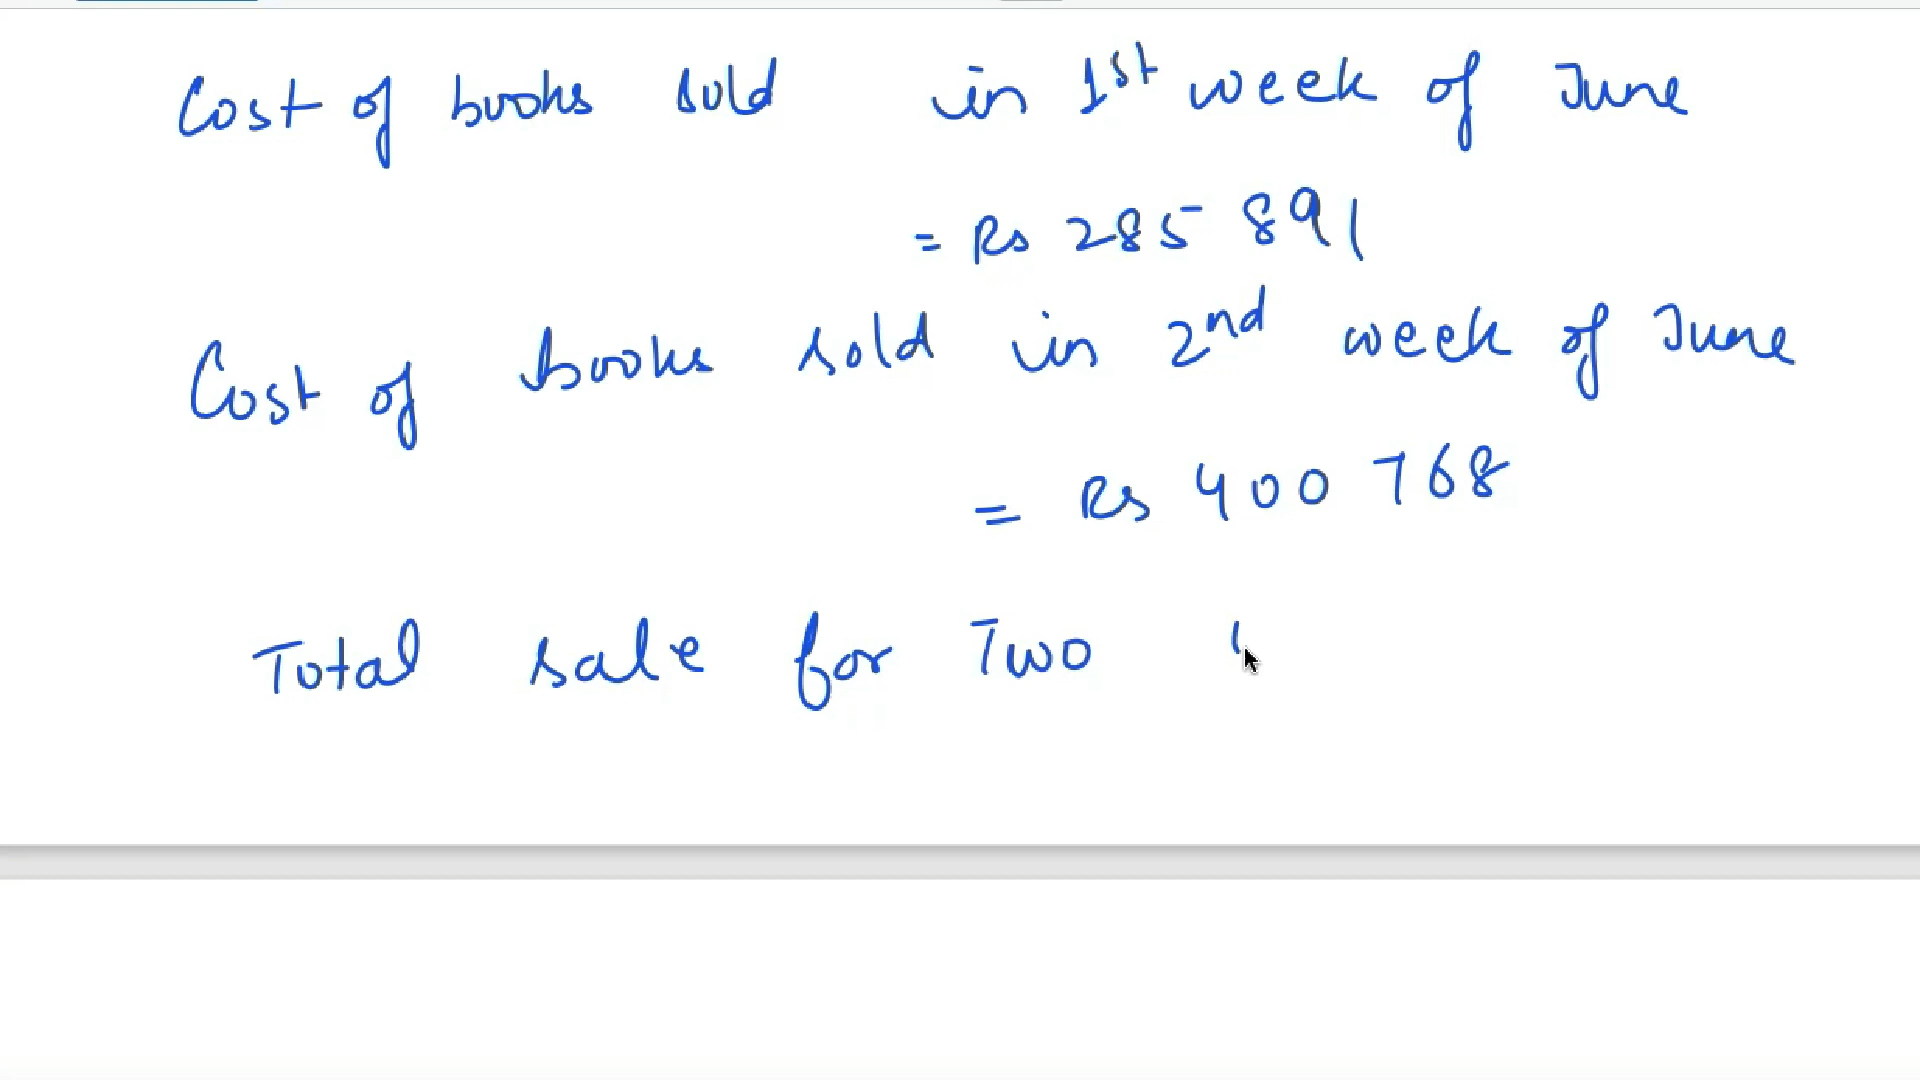 Cost of books sold in 1st week of June
= Rs 285 891
Cost of books sold in 2nd week of June
= Rs 400 768
Total sale for Two